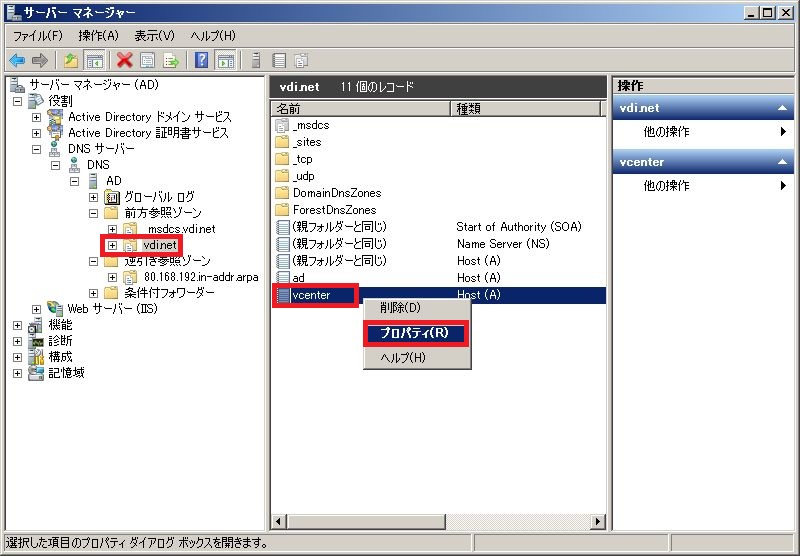 サーバー マネージャー
ファイル(F) 操作(A) 表示(V) ヘルプ(H)
サーバー マネージャー (AD)
役割
Active Directory ドメイン サービス
Active Directory 証明書サービス
DNS サーバー
DNS
AD
グローバル ログ
前方参照ゾーン
_msdcs.vdi.net
vdi.net
逆引き参照ゾーン
80.168.192.in-addr.arpa
条件付フォワーダー
Web サーバー (IIS)
機能
診断
構成
記憶域
vdi.net 11 個のレコード
名前 種類
_msdcs
_sites
_tcp
_udp
DomainDnsZones
ForestDnsZones
(親フォルダーと同じ) Start of Authority (SOA)
(親フォルダーと同じ) Name Server (NS)
(親フォルダーと同じ) Host (A)
ad Host (A)
vcenter Host (A)
削除(D)
プロパティ(R)
ヘルプ(H)
操作
vdi.net
他の操作
vcenter
他の操作
選択した項目のプロパティ ダイアログ ボックスを開きます。